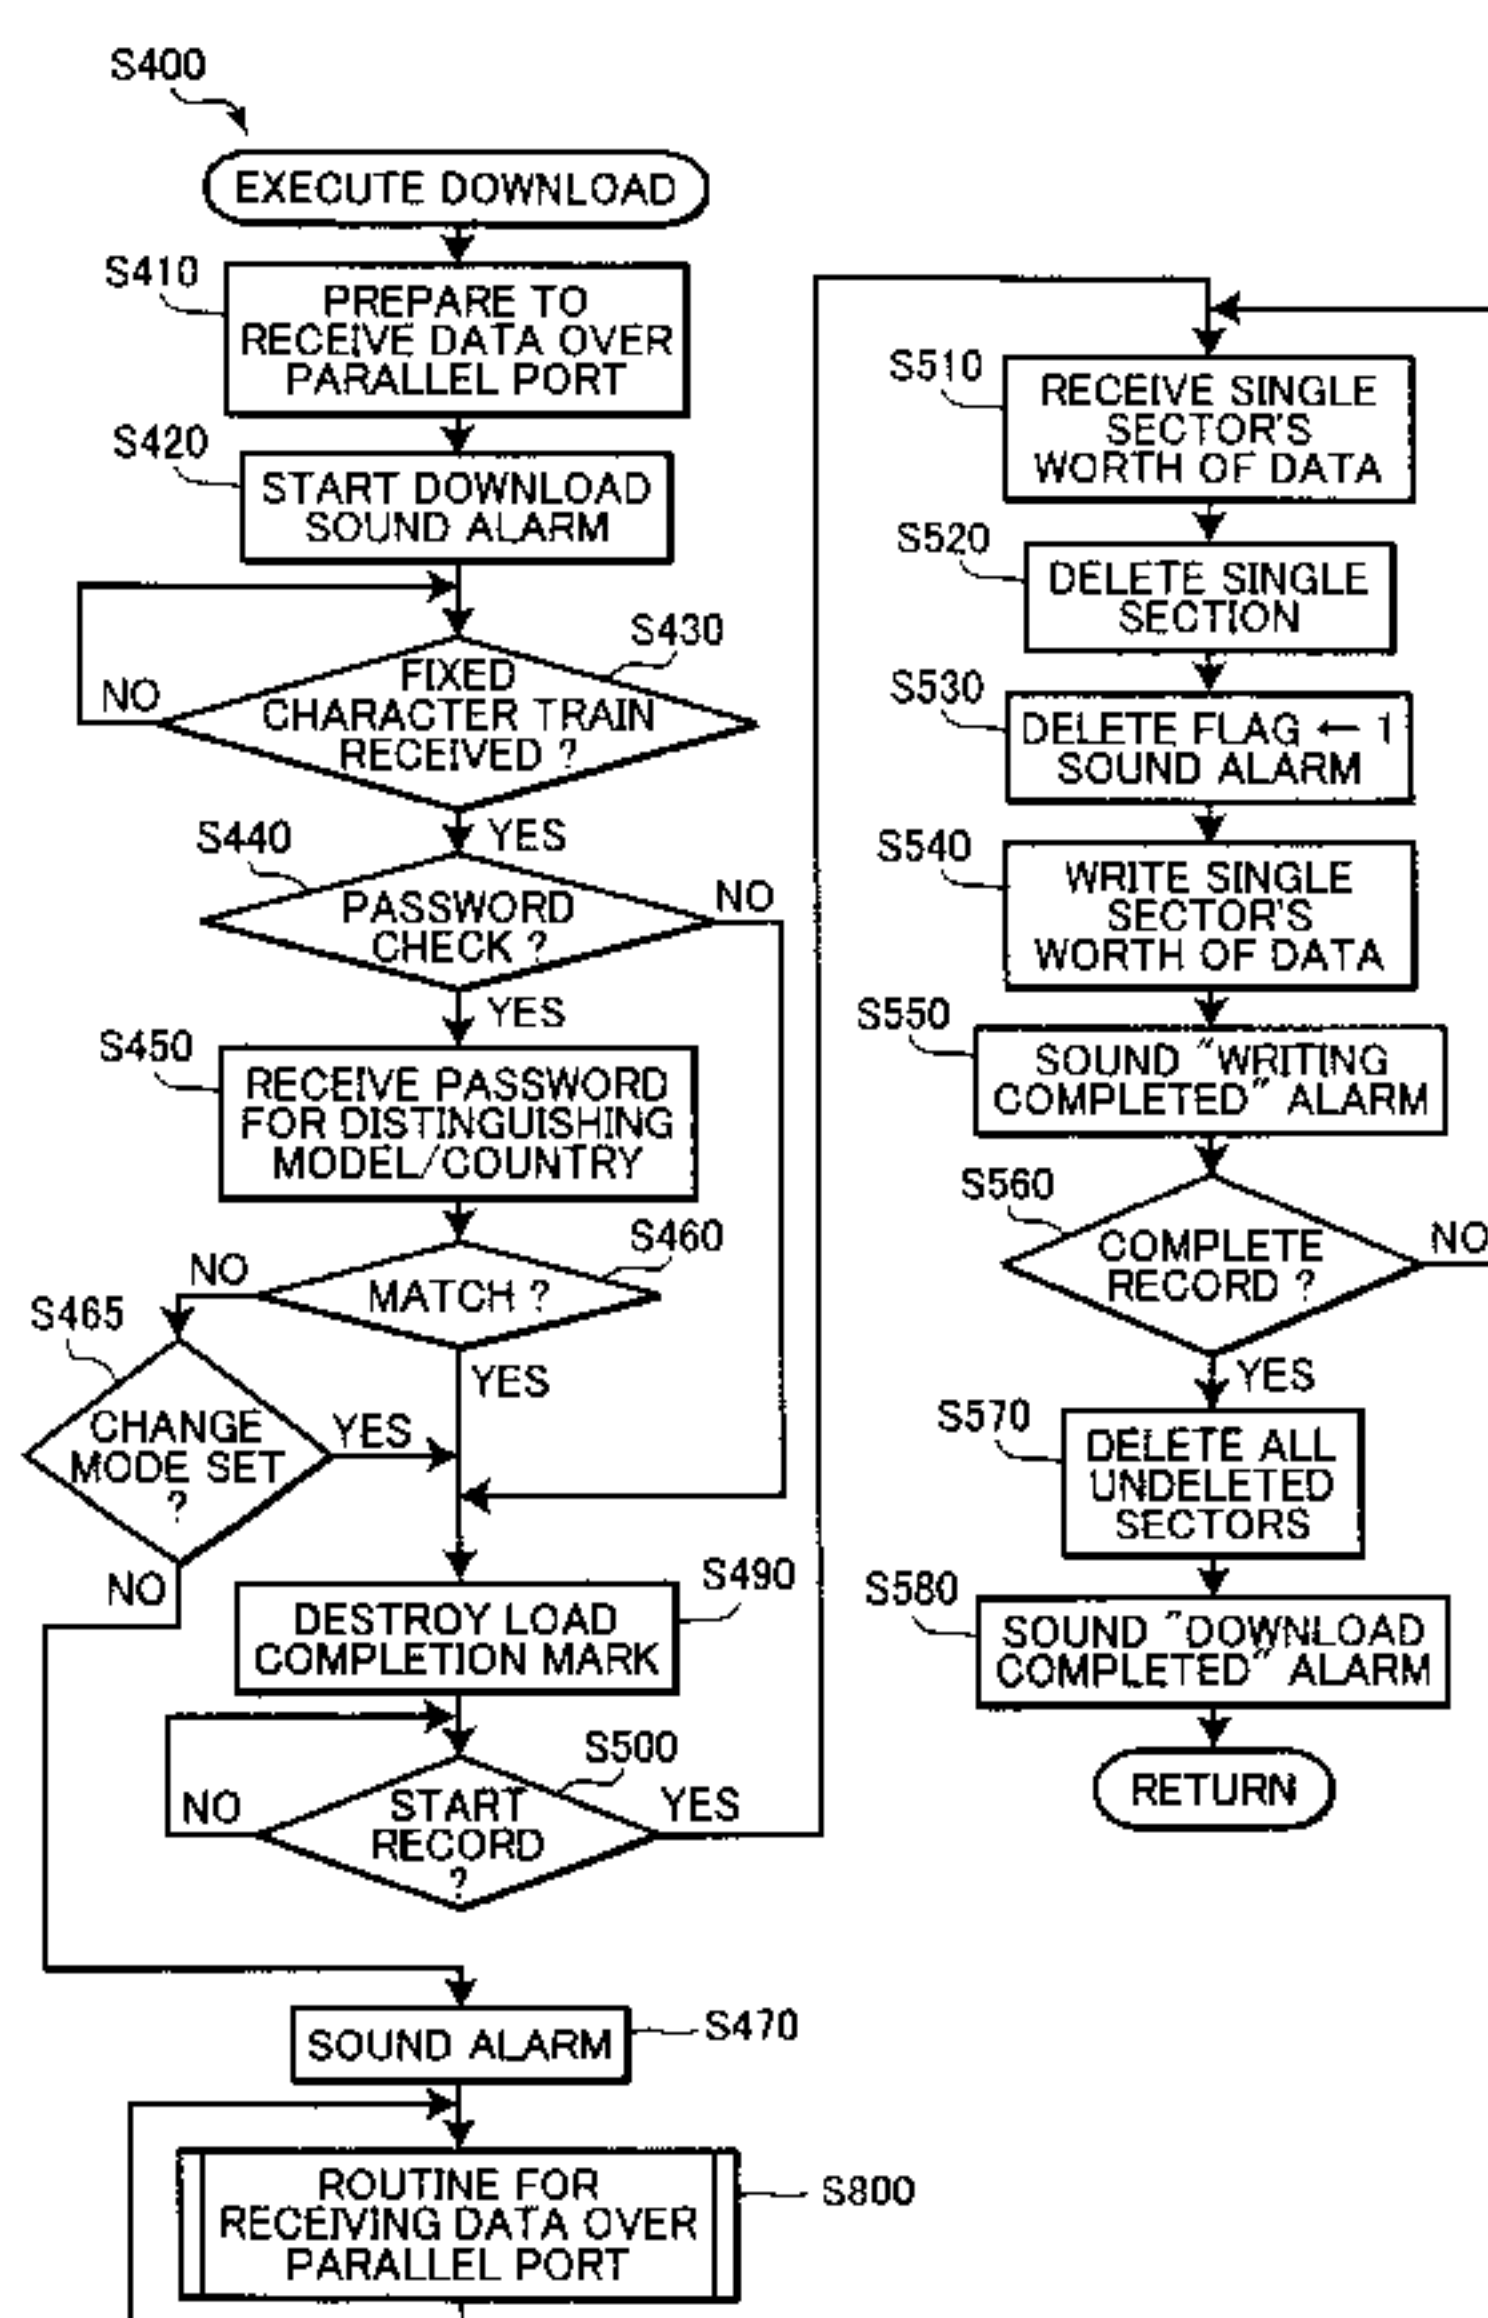 S400
EXECUTE DOWNLOAD
S410
PREPARE TO
RECEIVE DATA OVER
PARALLEL PORT
S420
START DOWNLOAD
SOUND ALARM
S430
FIXED
CHARACTER TRAIN
RECEIVED ?
NO
YES
S440
PASSWORD
CHECK ?
NO
YES
S450
RECEIVE PASSWORD
FOR DISTINGUISHING
MODEL/COUNTRY
S460
MATCH ?
NO
YES
S465
CHANGE
MODE SET
?
YES
NO
S490
DESTROY LOAD
COMPLETION MARK
S500
START
RECORD
?
NO
YES
S470
SOUND ALARM
S800
ROUTINE FOR
RECEIVING DATA OVER
PARALLEL PORT
S510
RECEIVE SINGLE
SECTOR'S
WORTH OF DATA
S520
DELETE SINGLE
SECTION
S530
DELETE FLAG ← 1
SOUND ALARM
S540
WRITE SINGLE
SECTOR'S
WORTH OF DATA
S550
SOUND "WRITING
COMPLETED" ALARM
S560
COMPLETE
RECORD ?
NO
YES
S570
DELETE ALL
UNDELETED
SECTORS
S580
SOUND "DOWNLOAD
COMPLETED" ALARM
RETURN